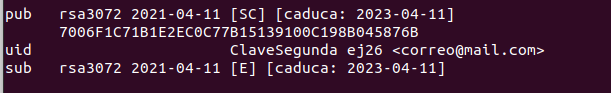 pub rsa3072 2021-04-11 [SC] [caduca: 2023-04-11]
7006F1C71B1E2EC0C77B15139100C198B045876B
uid ClaveSegunda ej26 <correo@mail.com>
sub rsa3072 2021-04-11 [E] [caduca: 2023-04-11]